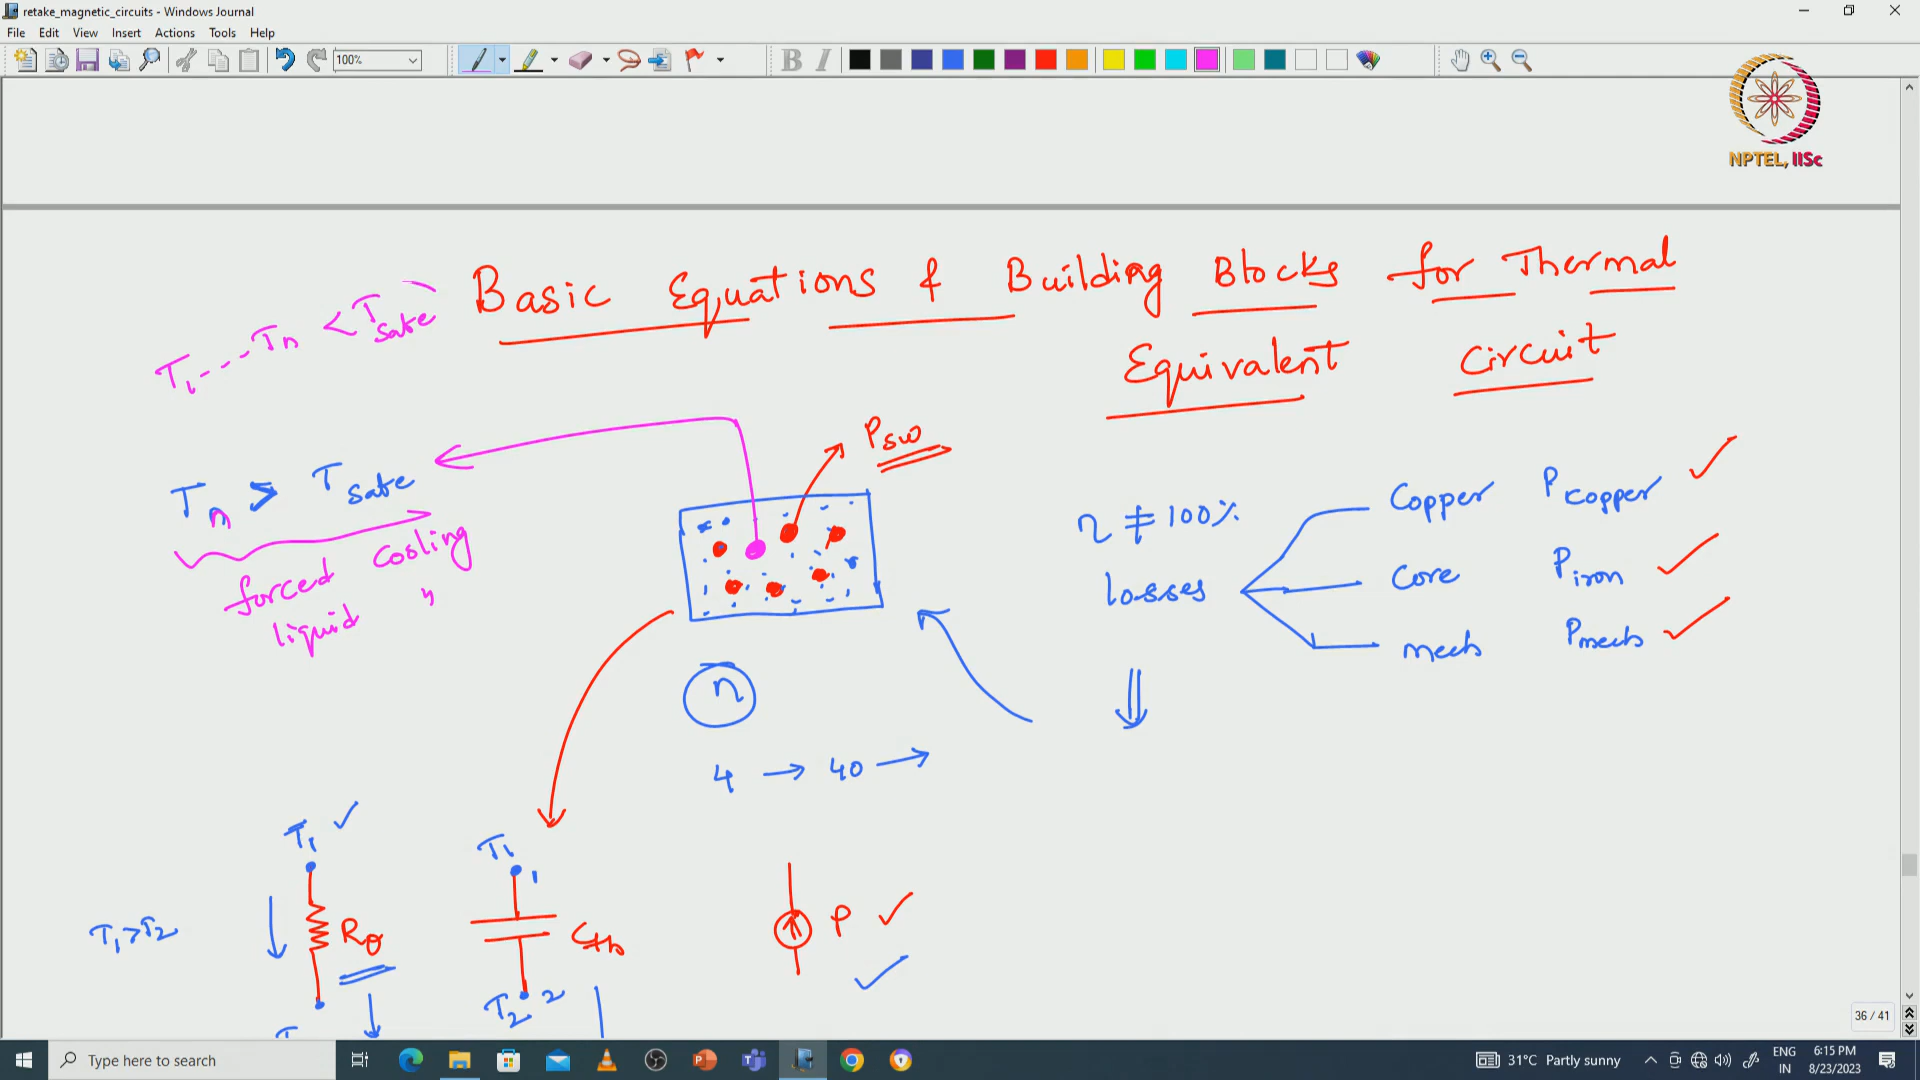 retake_magnetic_circuits - Windows Journal
File Edit View Insert Actions Tools Help
100%
B I
NPTEL, IISc
Basic Equations & Building Blocks for Thermal
Equivalent Circuit
T1 --- Tn < Tsafe
Tn > Tsafe
forced cooling
liquid "
Psw
η ≠ 100%
losses
Copper Pcopper ✓
Core Piron ✓
mech Pmech ✓
n
4 → 40 →
T1 ✓
T1 > T2
Rθ
T1
1
Cth
T2 2
P ✓
✓
36 / 41
Type here to search
31°C Partly sunny
ENG
IN
6:15 PM
8/23/2023